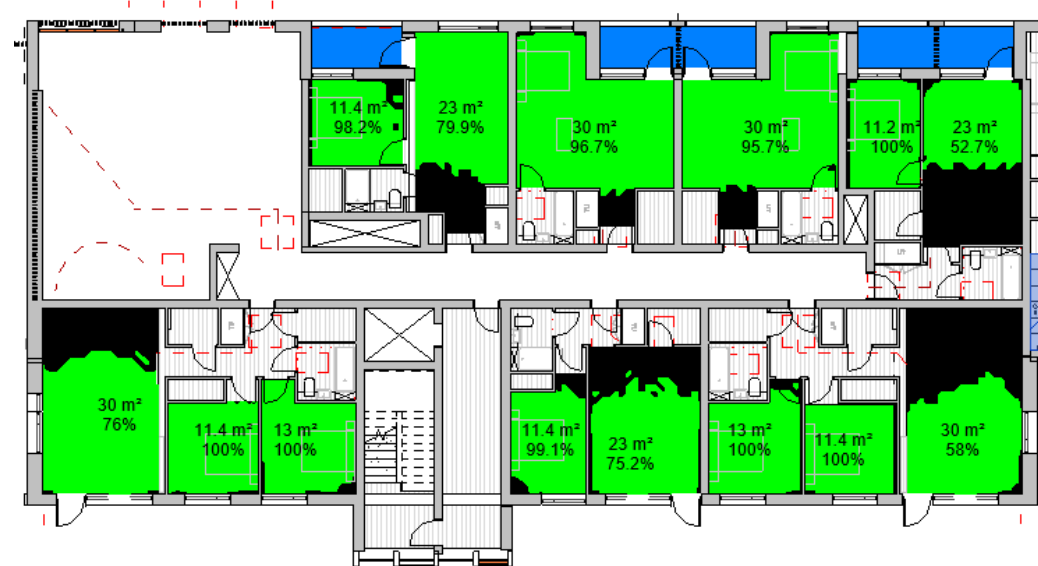 11.4 m²
98.2%
23 m²
79.9%
30 m²
96.7%
30 m²
95.7%
11.2 m²
100%
23 m²
52.7%
30 m²
76%
11.4 m²
100%
13 m²
100%
11.4 m²
99.1%
23 m²
75.2%
13 m²
100%
11.4 m²
100%
30 m²
58%